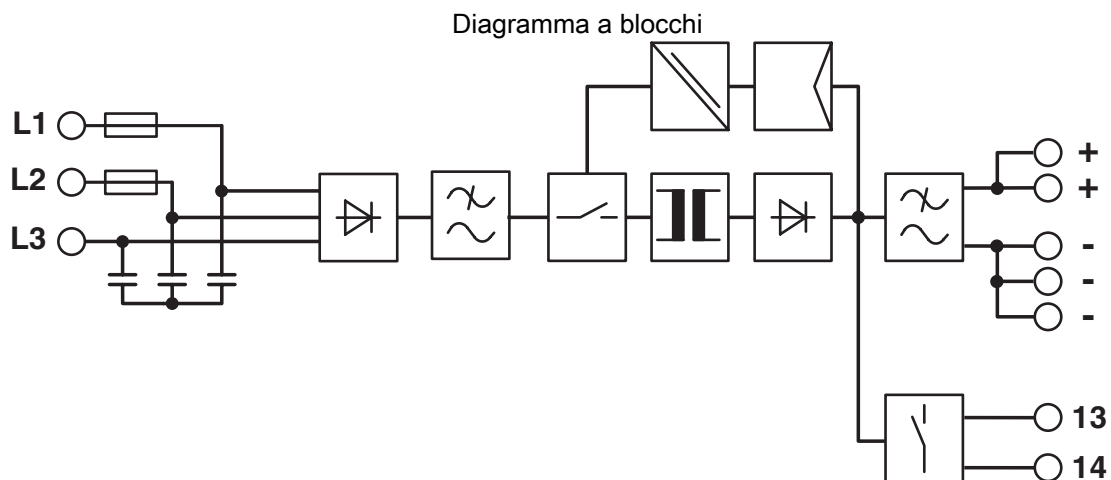 Diagramma a blocchi
L1
L2
L3
+
+
-
-
-
13
14